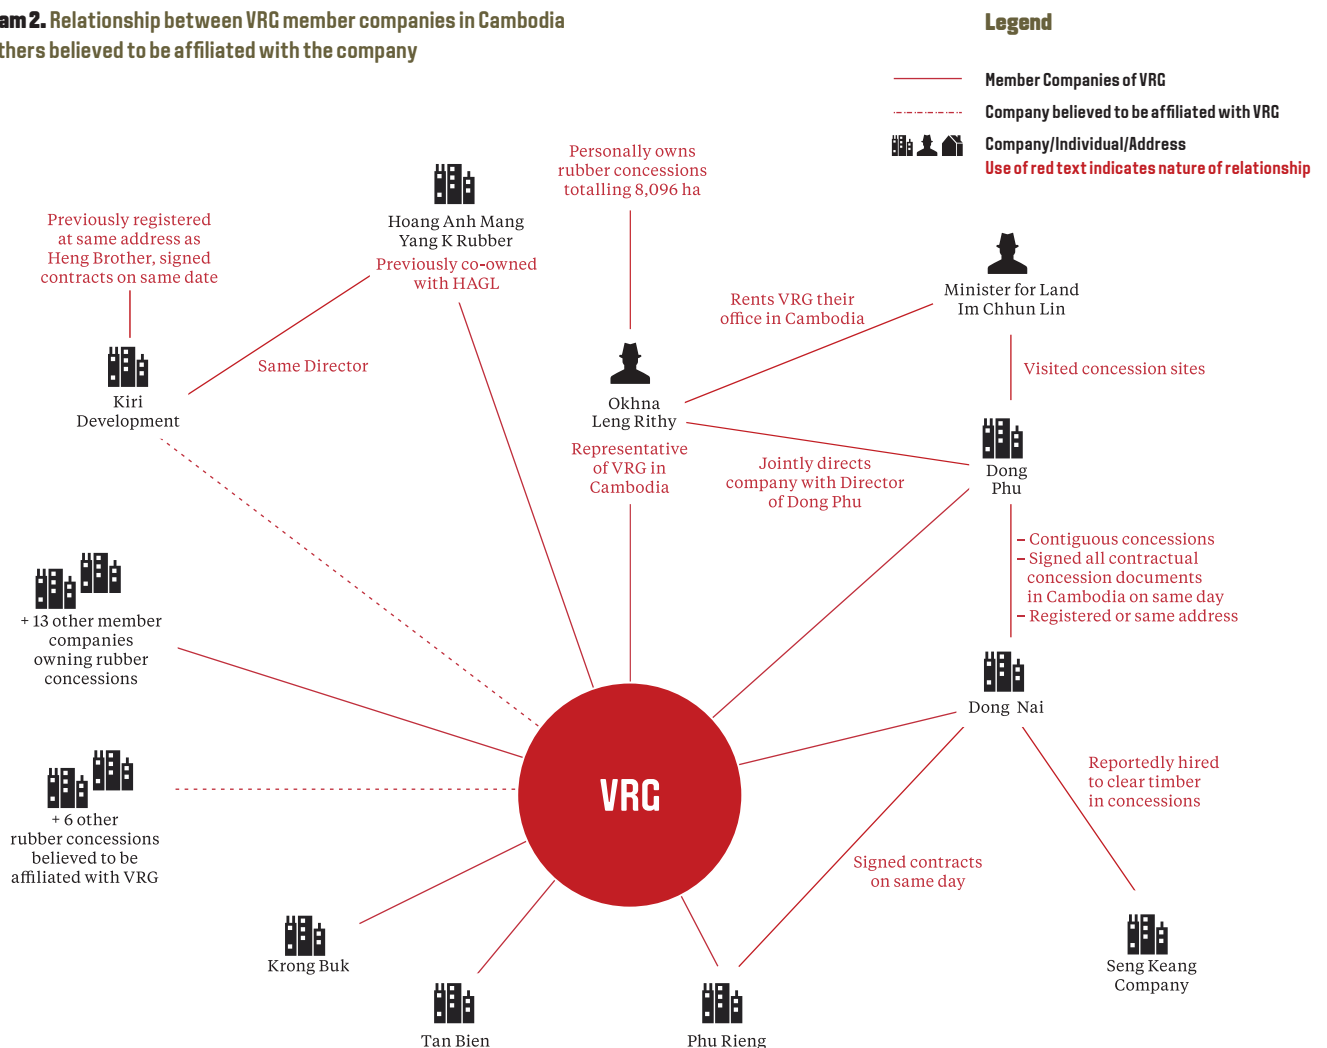 am 2. Relationship between VRG member companies in Cambodia
thers believed to be affiliated with the company
Legend
Member Companies of VRG
Company believed to be affiliated with VRG
Company/Individual/Address
Use of red text indicates nature of relationship
Personally owns
rubber concessions
totalling 8,096 ha
Hoang Anh Mang
Yang K Rubber
Previously co-owned
with HAGL
Previously registered
at same address as
Heng Brother, signed
contracts on same date
Minister for Land
Im Chhun Lin
Rents VRG their
office in Cambodia
Same Director
Visited concession sites
Kiri
Development
Okhna
Leng Rithy
Representative
of VRG in
Cambodia
Jointly directs
company with Director
of Dong Phu
Dong
Phu
– Contiguous concessions
– Signed all contractual
concession documents
in Cambodia on same day
– Registered or same address
+ 13 other member
companies
owning rubber
concessions
Dong Nai
VRG
Reportedly hired
to clear timber
in concessions
+ 6 other
rubber concessions
believed to be
affiliated with VRG
Signed contracts
on same day
Krong Buk
Tan Bien
Phu Rieng
Seng Keang
Company